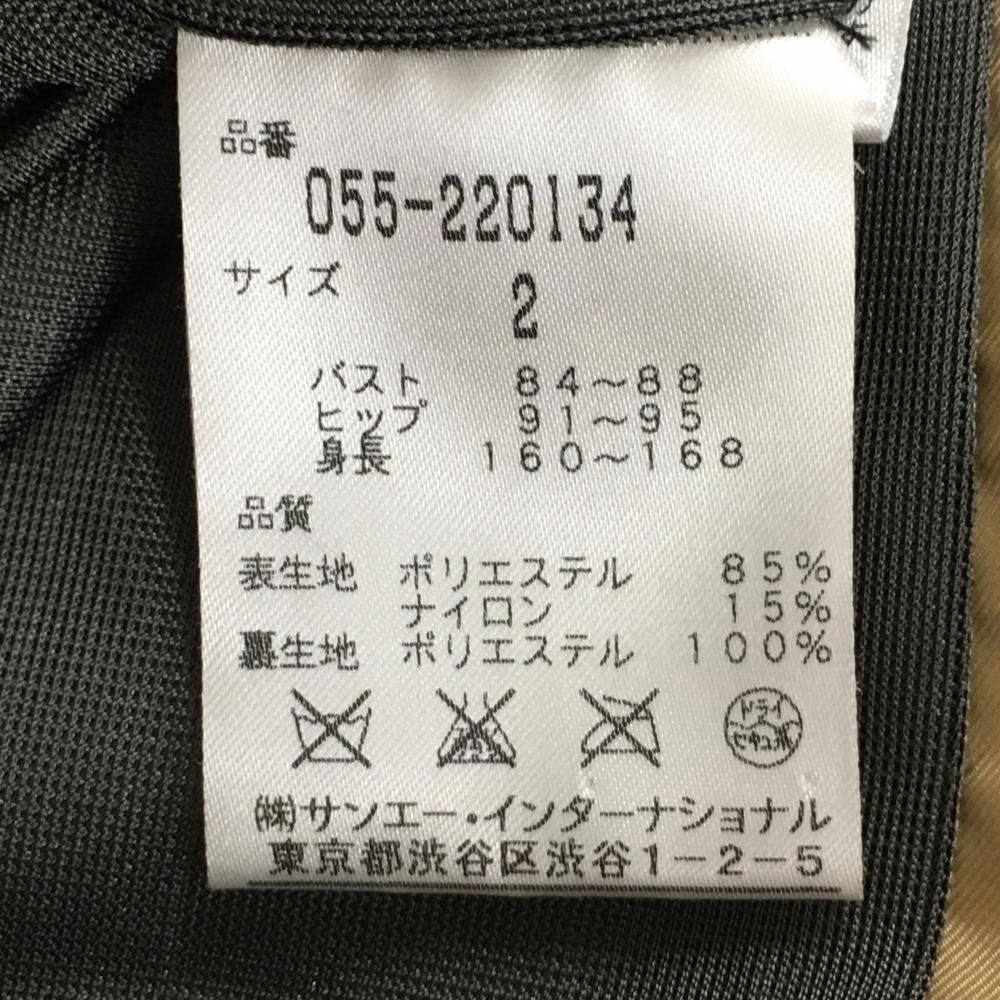 品番
055-220134
サイズ 2
バスト 84～88
ヒップ 91～95
身長 160～168
品質
表生地 ポリエステル 85%
ナイロン 15%
裏生地 ポリエステル 100%
ドライ
セキユ系
(株)サンエー・インターナショナル
東京都渋谷区渋谷1-2-5